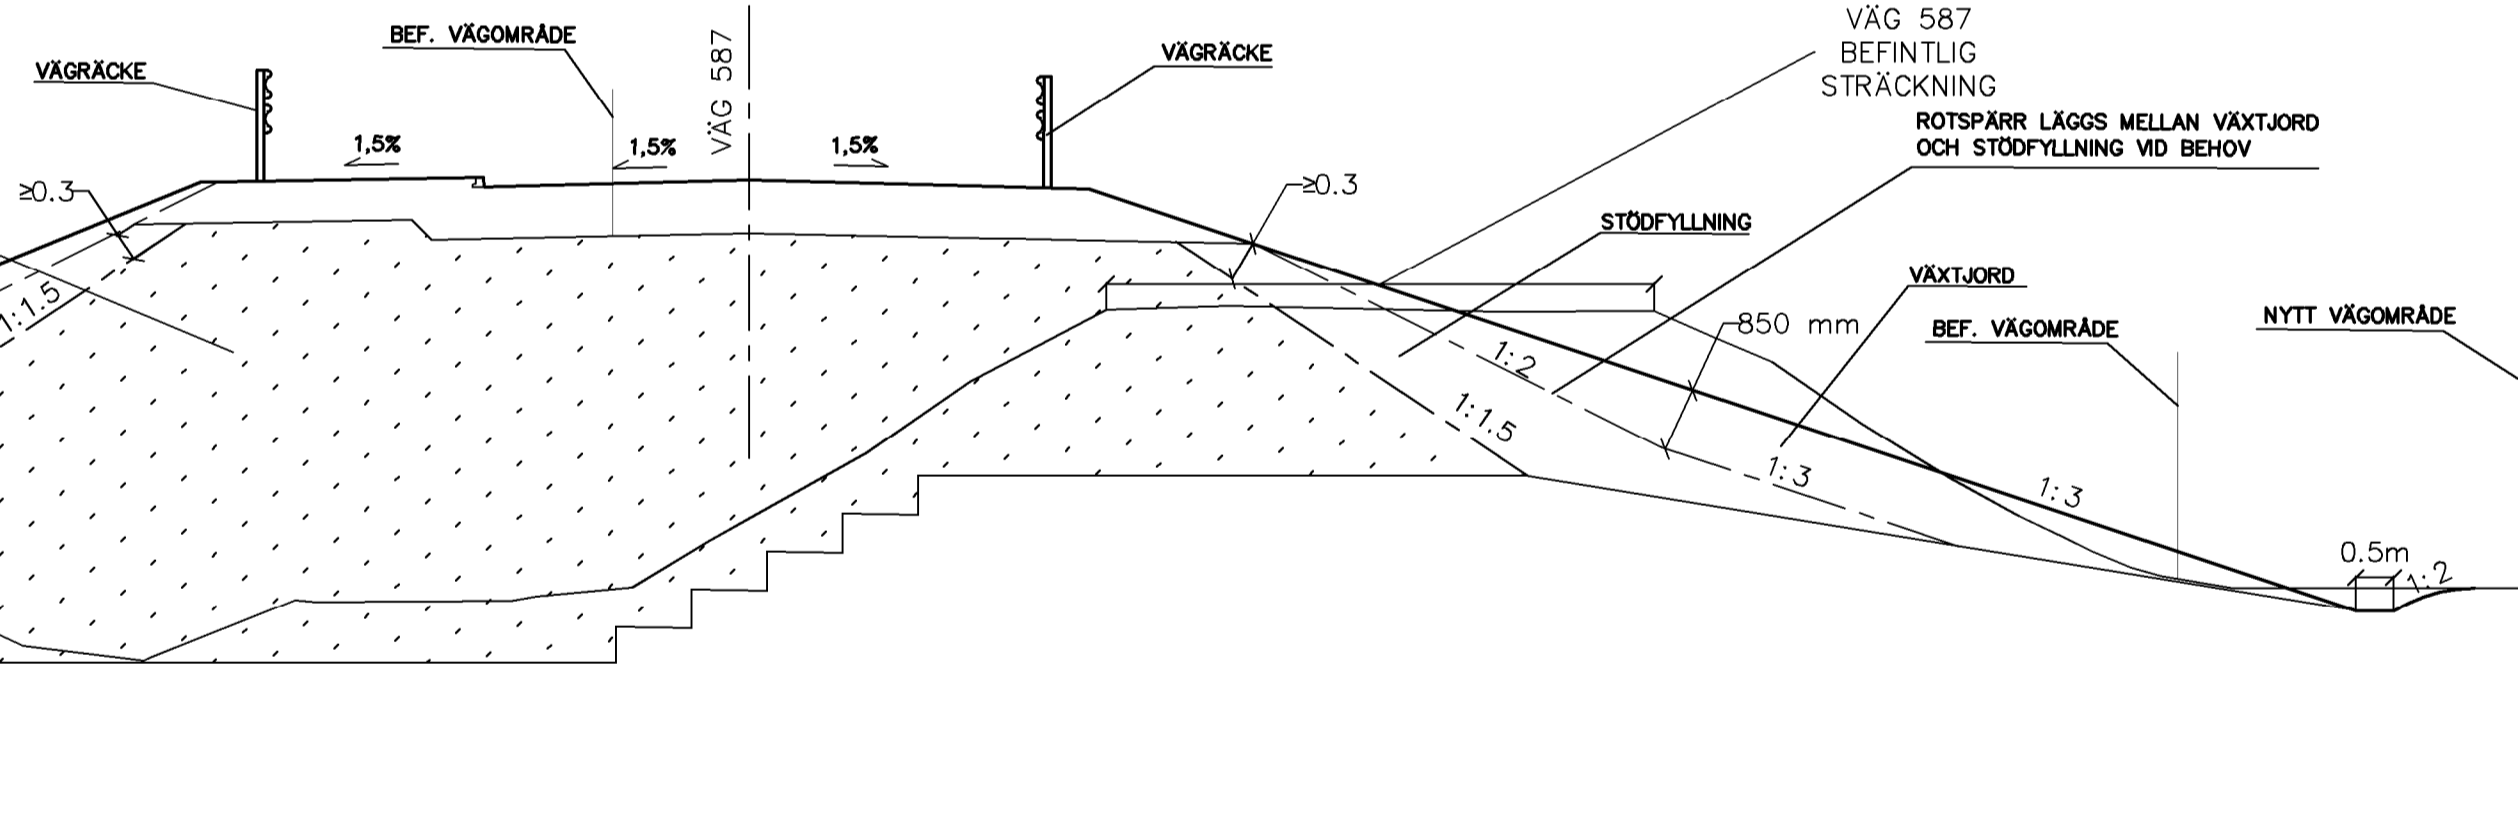 VÄG 587
BEFINTLIG
STRÄCKNING
BEF. VÄGOMRÅDE
VÄG 587
VÄGRÄCKE
VÄGRÄCKE
ROTSPÄRR LÄGGS MELLAN VÄXTJORD
OCH STÖDFYLLNING VID BEHOV
1,5%
1,5%
1,5%
≥0.3
≥0.3
STÖDFYLLNING
VÄXTJORD
1:1.5
850 mm
BEF. VÄGOMRÅDE
NYTT VÄGOMRÅDE
1:2
1:1.5
1:3
1:3
0.5m
1:2